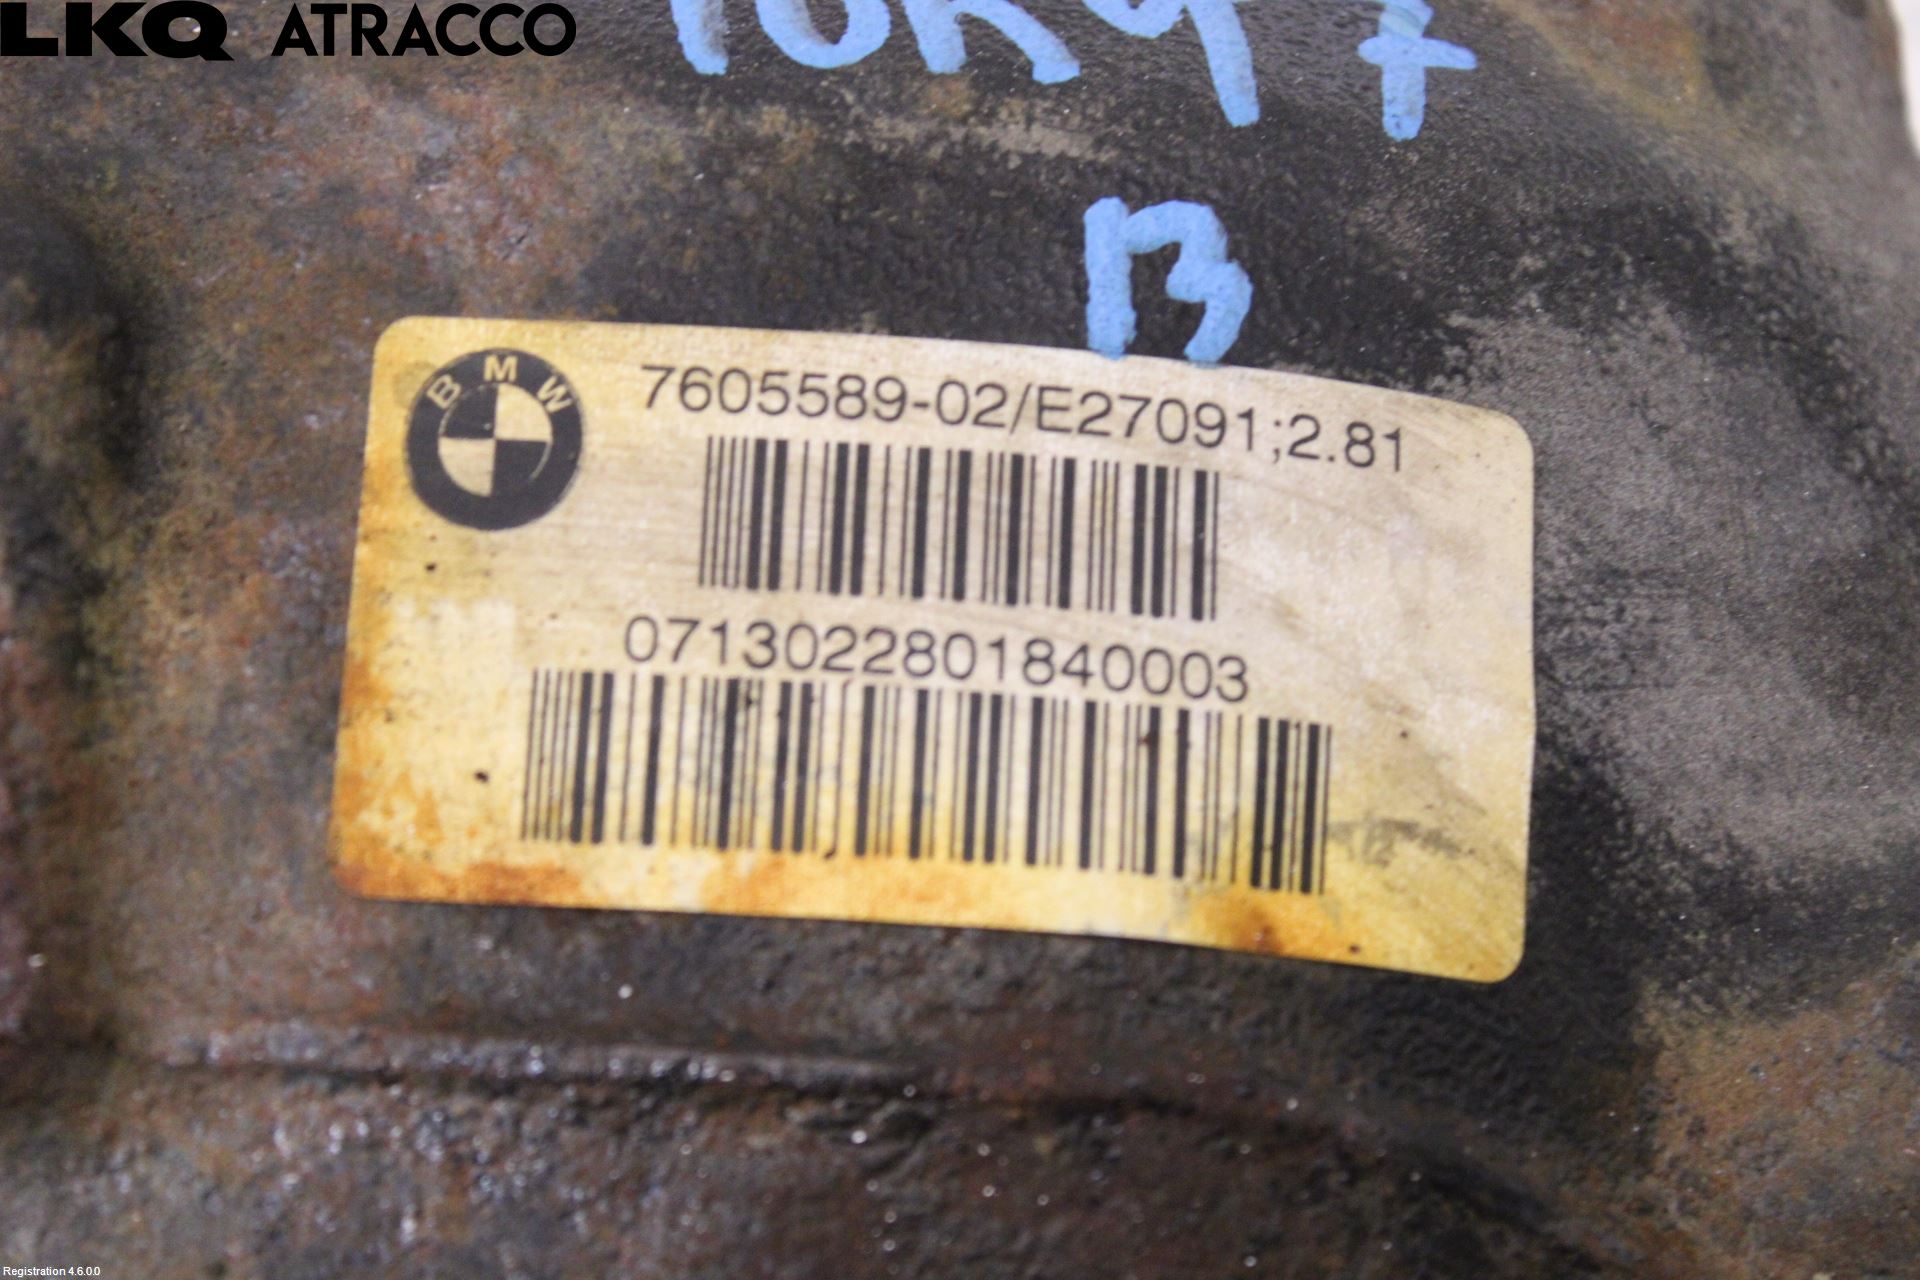 LKQ ATRACCO
B
BMW
7605589-02/E27091;2.81
0713022801840003
Registration 4.6.0.0